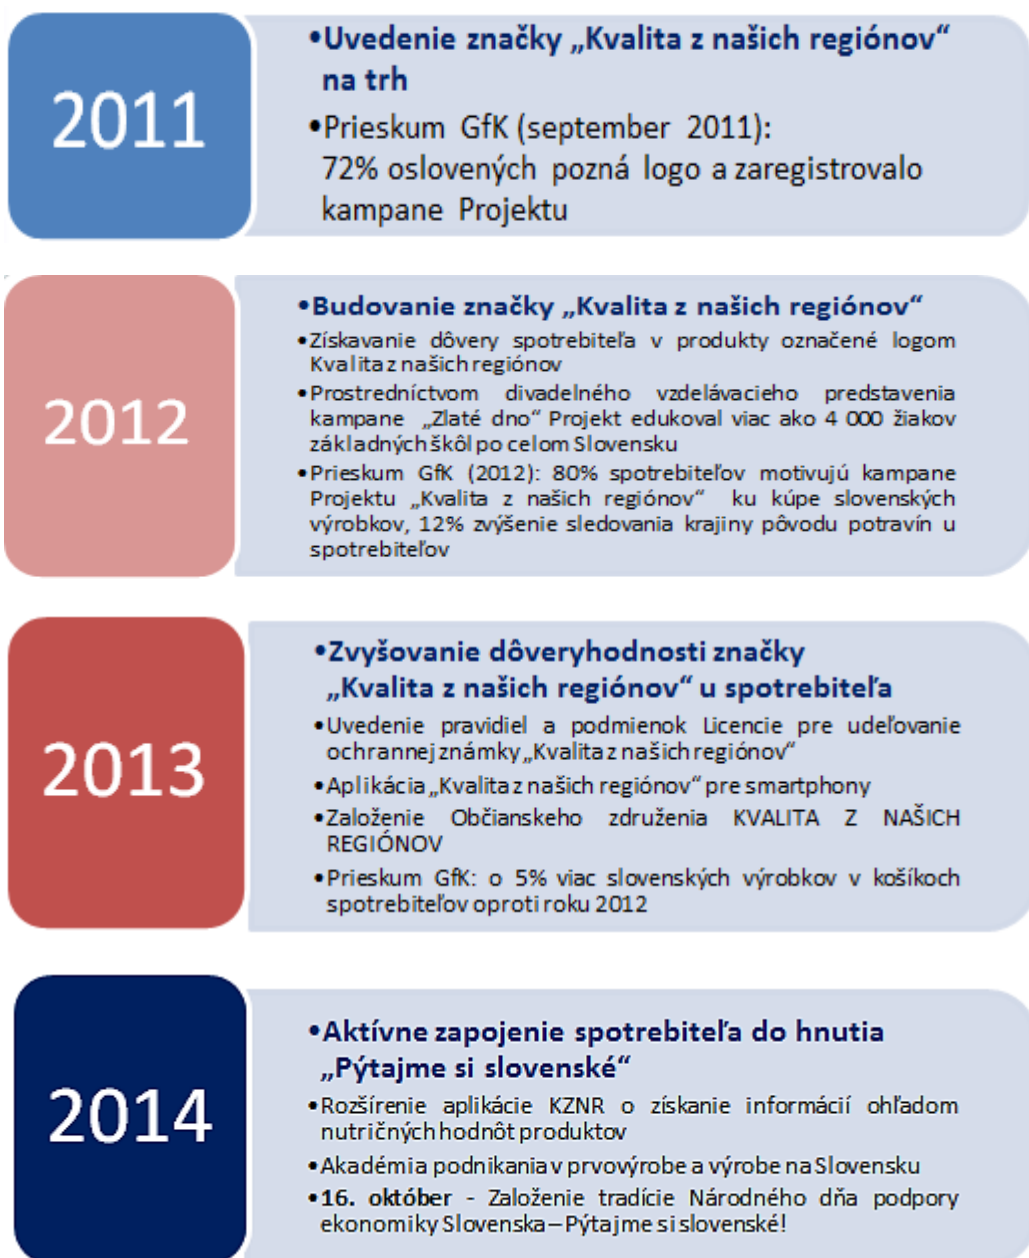 2011
•Uvedenie značky „Kvalita z našich regiónov“
na trh
•Prieskum GfK (september 2011):
72% oslovených pozná logo a zaregistrovalo
kampane Projektu
2012
•Budovanie značky „Kvalita z našich regiónov“
•Získavanie dôvery spotrebiteľa v produkty označené logom
Kvalita z našich regiónov
•Prostredníctvom divadelného vzdelávacieho predstavenia
kampane „Zlaté dno“ Projekt edukoval viac ako 4 000 žiakov
základných škôl po celom Slovensku
•Prieskum GfK (2012): 80% spotrebiteľov motivujú kampane
Projektu „Kvalita z našich regiónov“ ku kúpe slovenských
výrobkov, 12% zvýšenie sledovania krajiny pôvodu potravín u
spotrebiteľov
2013
•Zvyšovanie dôveryhodnosti značky
„Kvalita z našich regiónov“ u spotrebiteľa
•Uvedenie pravidiel a podmienok Licencie pre udeľovanie
ochrannej známky „Kvalita z našich regiónov“
•Aplikácia „Kvalita z našich regiónov“ pre smartphony
•Založenie Občianskeho združenia KVALITA Z NAŠICH
REGIÓNOV
•Prieskum GfK: o 5% viac slovenských výrobkov v košíkoch
spotrebiteľov oproti roku 2012
2014
•Aktívne zapojenie spotrebiteľa do hnutia
„Pýtajme si slovenské“
•Rozšírenie aplikácie KZNR o získanie informácií ohľadom
nutričných hodnôt produktov
•Akadémia podnikania v prvovýrobe a výrobe na Slovensku
•16. október - Založenie tradície Národného dňa podpory
ekonomiky Slovenska – Pýtajme si slovenské!